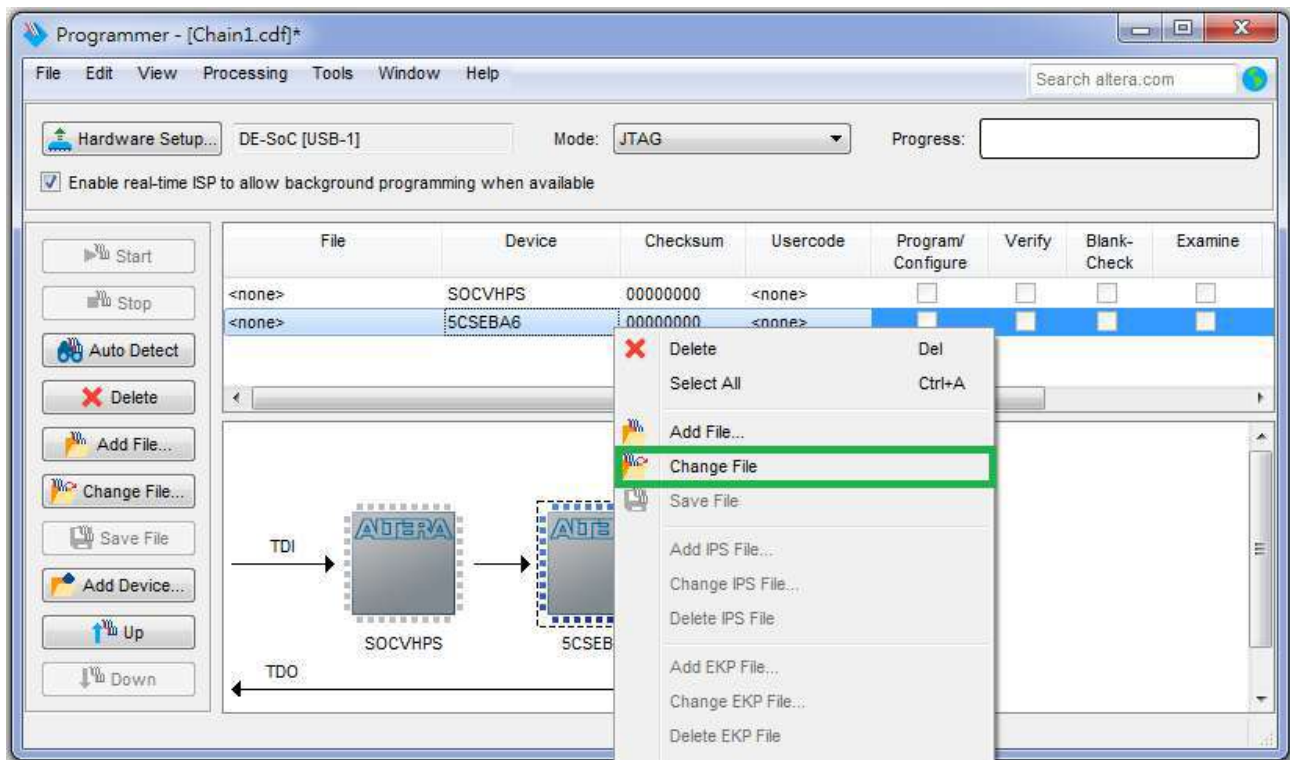 Programmer - [Chain1.cdf]*
File Edit View Processing Tools Window Help
Search altera.com
Hardware Setup... DE-SoC [USB-1] Mode: JTAG Progress:
Enable real-time ISP to allow background programming when available
Start
Stop
Auto Detect
Delete
Add File...
Change File...
Save File
Add Device...
Up
Down
File Device Checksum Usercode Program/ Configure Verify Blank- Check Examine
<none> SOCVHPS 00000000 <none>
<none> 5CSEBA6 00000000 <none>
TDI
ALTERA
SOCVHPS
5CSEB
TDO
Delete Del
Select All Ctrl+A
Add File...
Change File
Save File
Add IPS File...
Change IPS File...
Delete IPS File
Add EKP File...
Change EKP File...
Delete EKP File